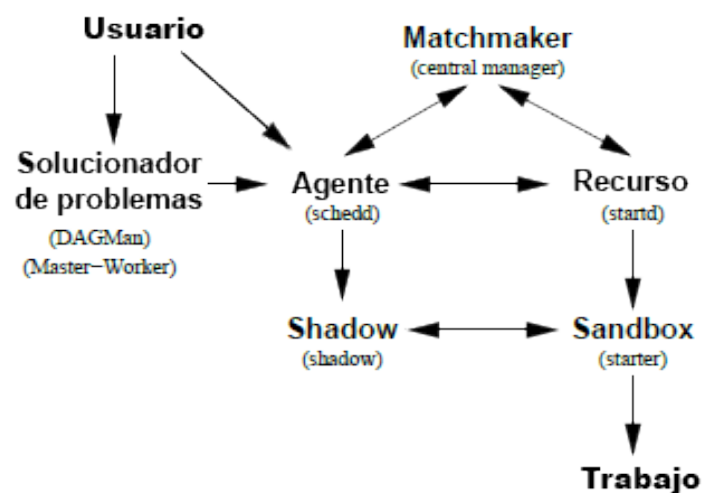 Usuario
Matchmaker
(central manager)
Solucionador
de problemas
(DAGMan)
(Master-Worker)
Agente
(schedd)
Recurso
(startd)
Shadow
(shadow)
Sandbox
(starter)
Trabajo